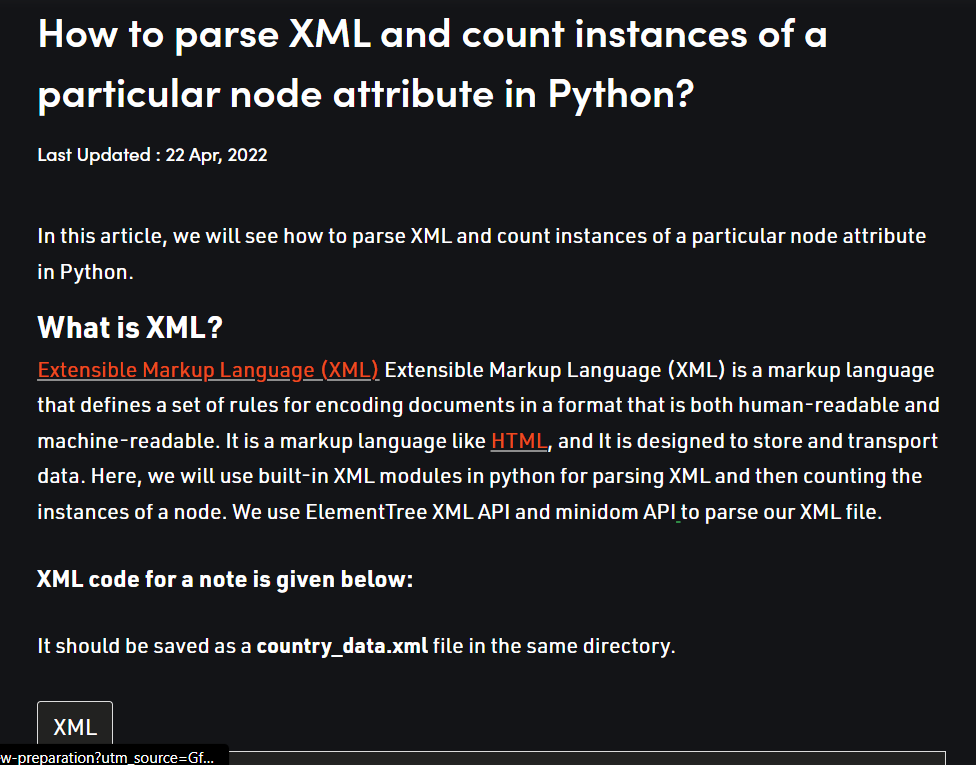 How to parse XML and count instances of a
particular node attribute in Python?
Last Updated : 22 Apr, 2022
In this article, we will see how to parse XML and count instances of a particular node attribute
in Python.
What is XML?
Extensible Markup Language (XML) Extensible Markup Language (XML) is a markup language
that defines a set of rules for encoding documents in a format that is both human-readable and
machine-readable. It is a markup language like HTML, and It is designed to store and transport
data. Here, we will use built-in XML modules in python for parsing XML and then counting the
instances of a node. We use ElementTree XML API and minidom API to parse our XML file.
XML code for a note is given below:
It should be saved as a country_data.xml file in the same directory.
XML
w-preparation?utm_source=Gf...